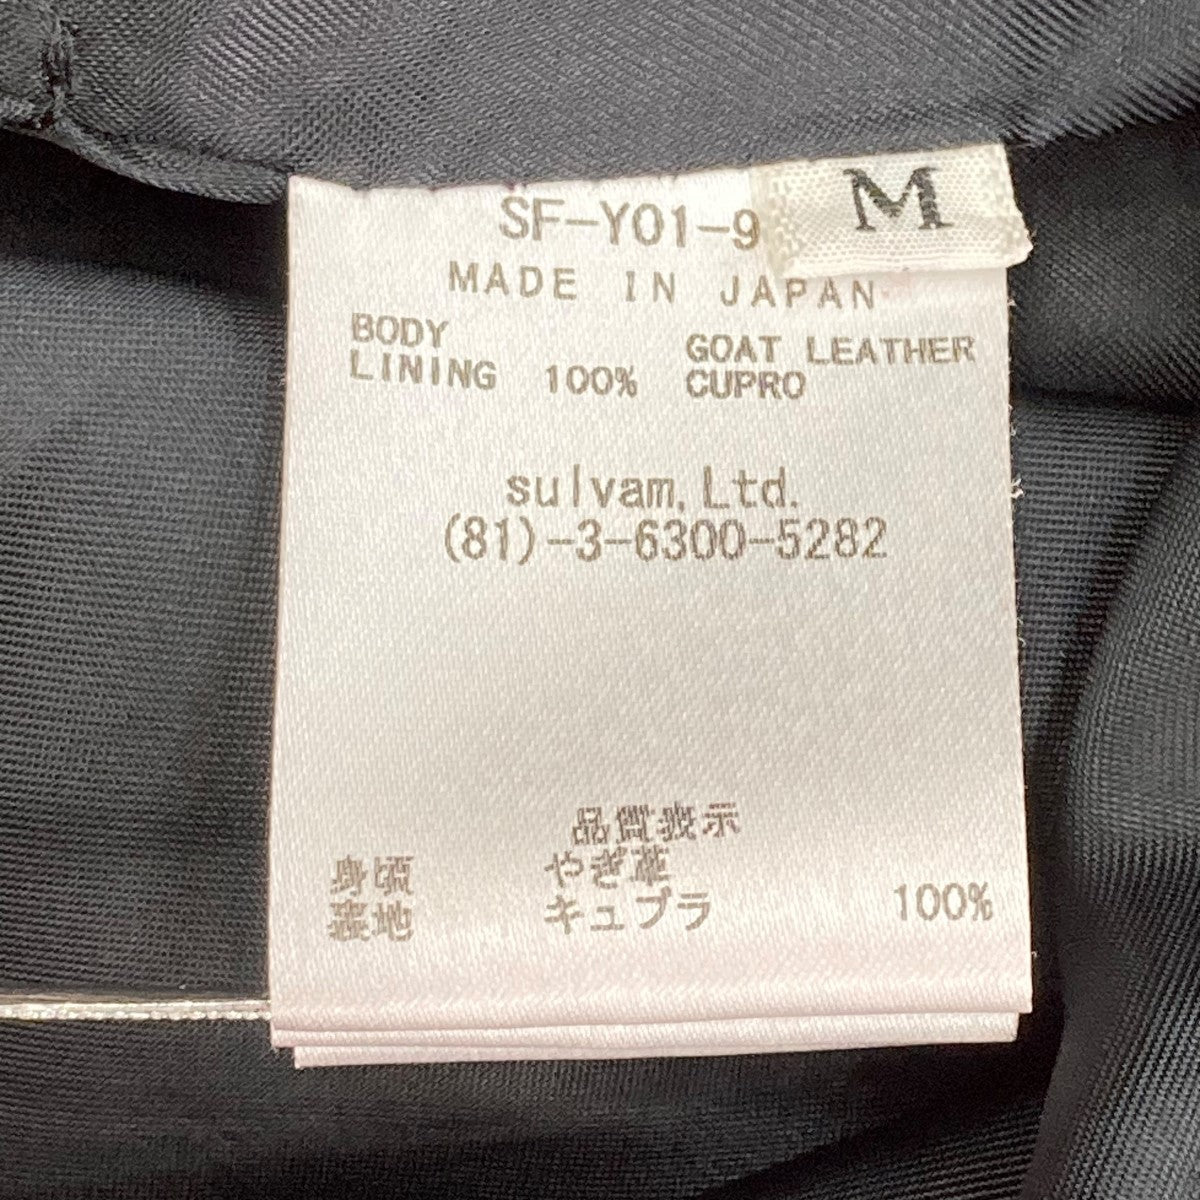 SF-Y01-9
M
MADE IN JAPAN
BODY GOAT LEATHER
LINING 100% CUPRO
sulvam, Ltd.
(81)-3-6300-5282
品質表示
身頃 やぎ革
裏地 キュプラ 100%